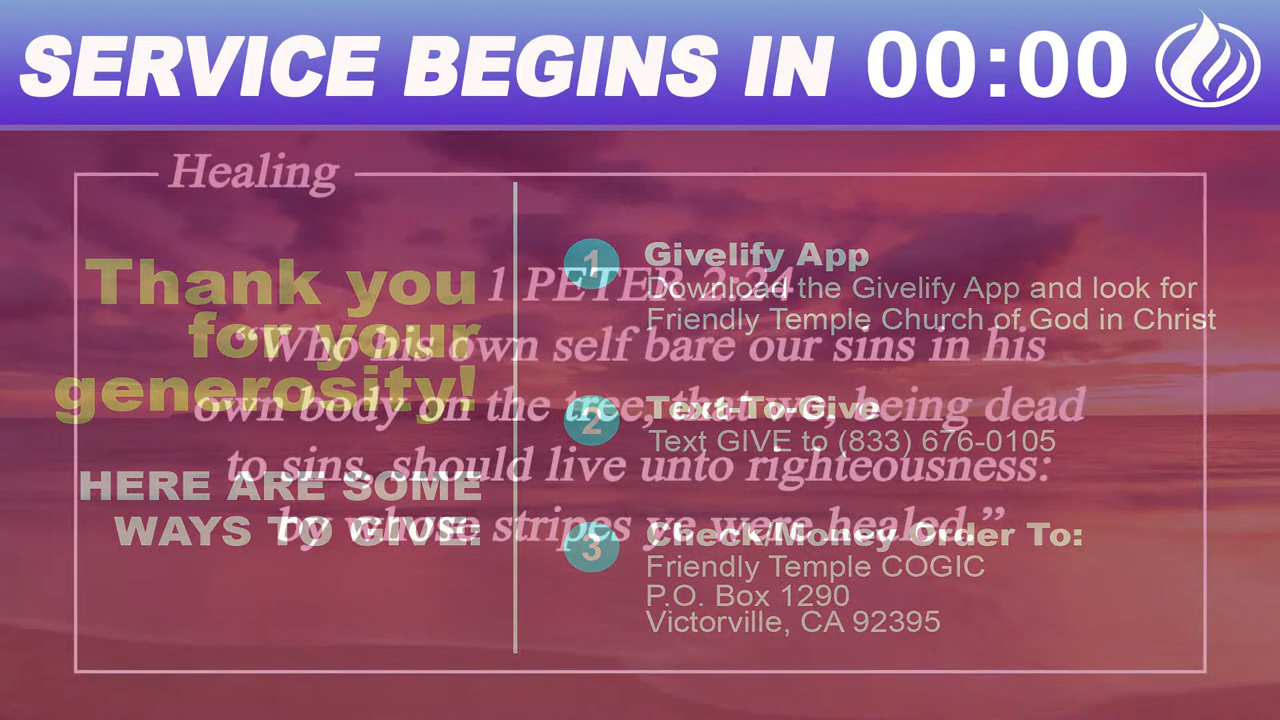 SERVICE BEGINS IN 00:00
Healing
1 PETER 2:24
“Who his own self bare our sins in his
own body on the tree, that we, being dead
to sins, should live unto righteousness:
by whose stripes ye were healed.”
Thank you
for your
generosity!
HERE ARE SOME
WAYS TO GIVE:
1
Givelify App
Download the Givelify App and look for
Friendly Temple Church of God in Christ
2
Text-To-Give
Text GIVE to (833) 676-0105
3
Check/Money Order To:
Friendly Temple COGIC
P.O. Box 1290
Victorville, CA 92395